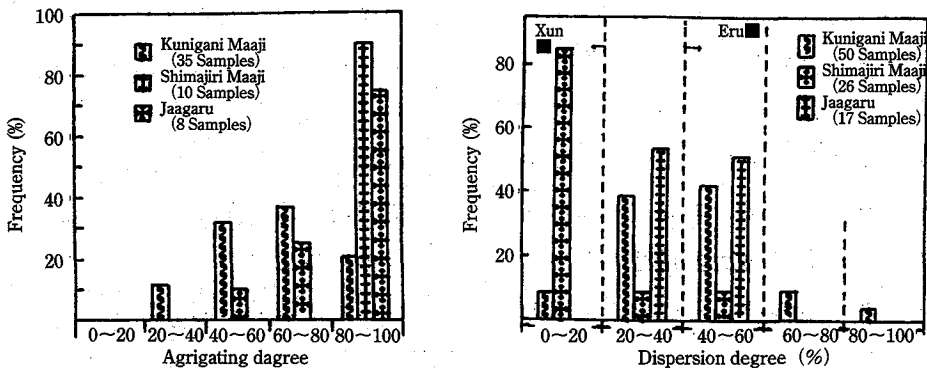 100
80
60
40
20
Frequency (%)
Kunigani Maaji
(35 Samples)
Shimajiri Maaji
(10 Samples)
Jaagaru
(8 Samples)
0～20 20～40 40～60 60～80 80～100
Agrigating dagree
80
60
40
20
Frequency (%)
Xun
Eru
Kunigani Maaji
(50 Samples)
Shimajiri Maaji
(26 Samples)
Jaagaru
(17 Samples)
0～20 20～40 40～60 60～80 80～100
Dispersion degree (%)